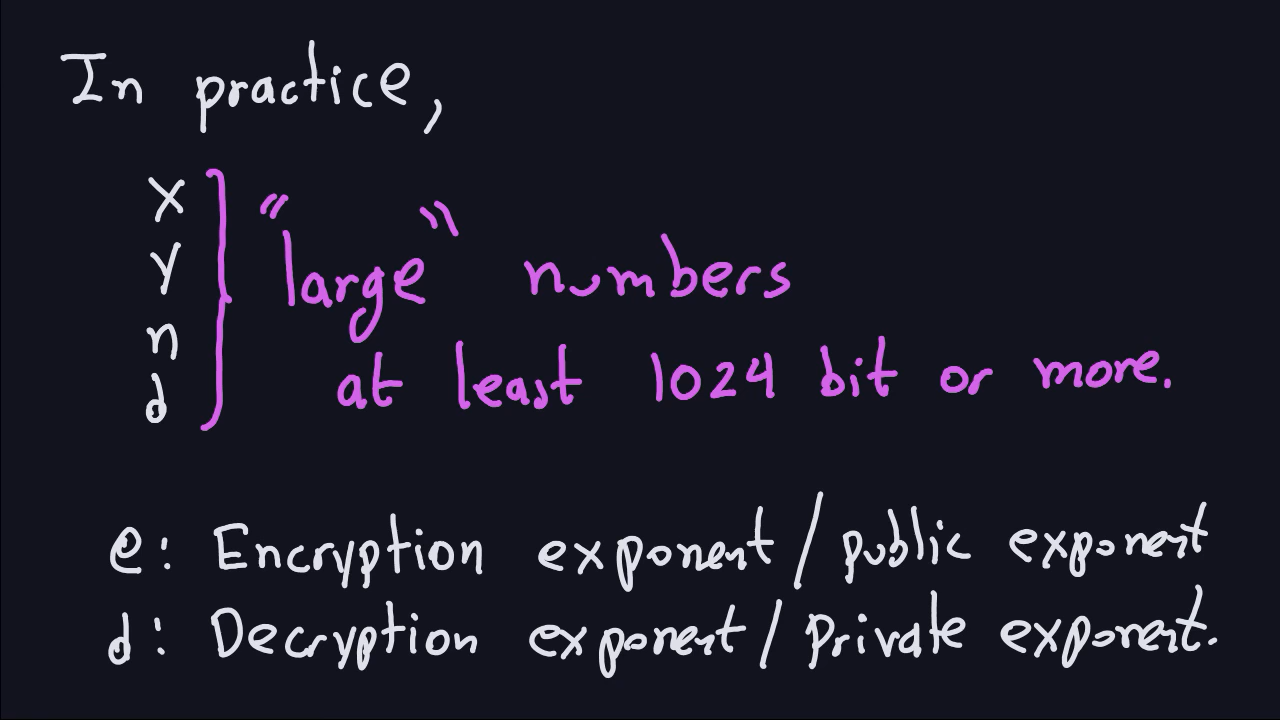 In practice,
x
y
n
d
"large" numbers
at least 1024 bit or more.
e: Encryption exponent / public exponent
d: Decryption exponent / Private exponent.